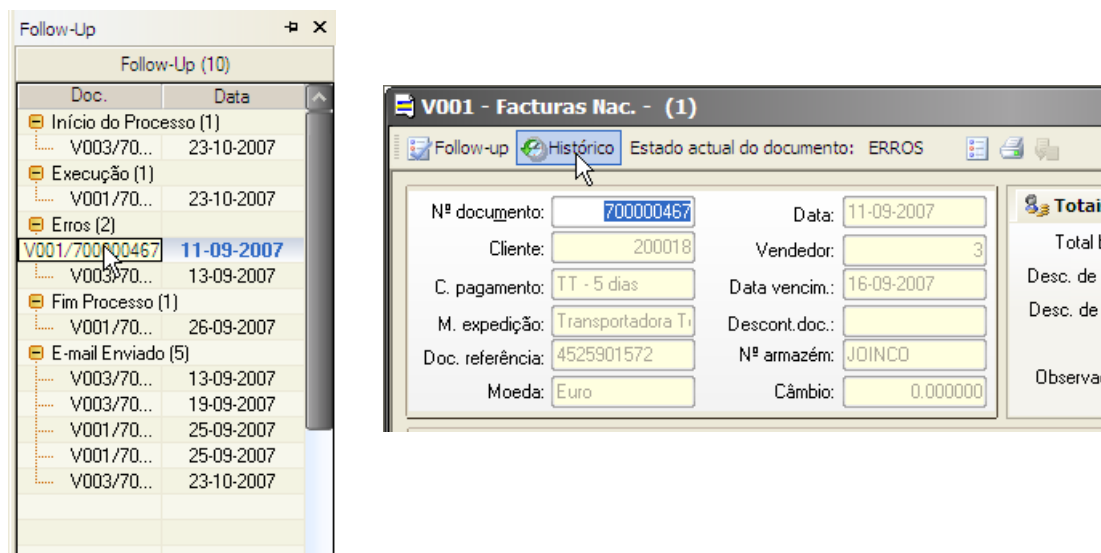 Follow-Up
Follow-Up (10)
Doc. Data
Início do Processo (1)
V003/70... 23-10-2007
Execução (1)
V001/70... 23-10-2007
Erros (2)
V001/700000467 11-09-2007
V003/70... 13-09-2007
Fim Processo (1)
V001/70... 26-09-2007
E-mail Enviado (5)
V003/70... 13-09-2007
V003/70... 19-09-2007
V001/70... 25-09-2007
V001/70... 25-09-2007
V003/70... 23-10-2007
V001 - Facturas Nac. - (1)
Follow-up Histórico Estado actual do documento: ERROS
Nª documento: 700000467 Data: 11-09-2007
Cliente: 200018 Vendedor: 3
C. pagamento: TT - 5 dias Data vencim.: 16-09-2007
M. expedição: Transportadora Descont.doc.:
Doc. referência: 4525901572 Nª armazém: JOINCO
Moeda: Euro Câmbio: 0.000000
Totai
Total
Desc. de
Desc. de
Observa